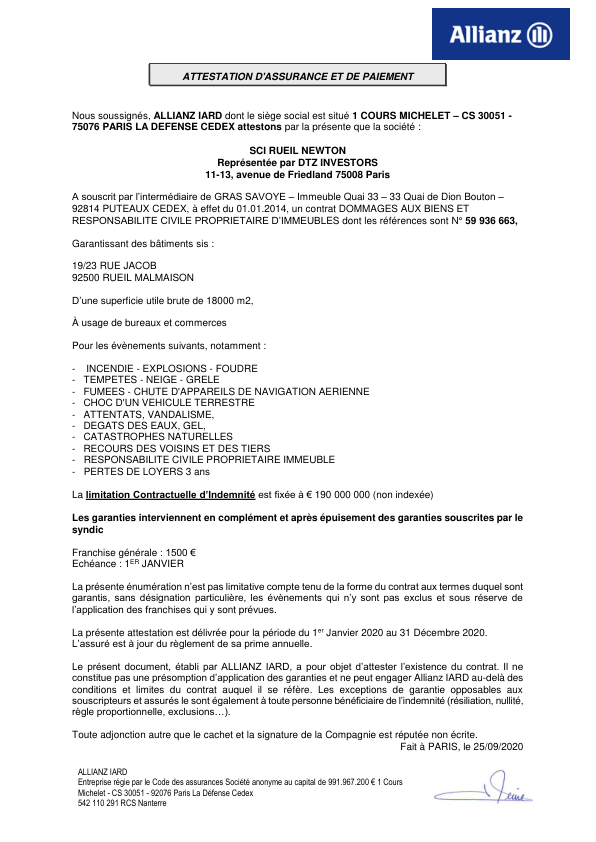 Allianz
ATTESTATION D'ASSURANCE ET DE PAIEMENT
Nous soussignés, ALLIANZ IARD dont le siège social est situé 1 COURS MICHELET – CS 30051 -
75076 PARIS LA DEFENSE CEDEX attestons par la présente que la société :
SCI RUEIL NEWTON
Représentée par DTZ INVESTORS
11-13, avenue de Friedland 75008 Paris
A souscrit par l'intermédiaire de GRAS SAVOYE – Immeuble Quai 33 – 33 Quai de Dion Bouton –
92814 PUTEAUX CEDEX, à effet du 01.01.2014, un contrat DOMMAGES AUX BIENS ET
RESPONSABILITE CIVILE PROPRIETAIRE D'IMMEUBLES dont les références sont N° 59 936 663,
Garantissant des bâtiments sis :
19/23 RUE JACOB
92500 RUEIL MALMAISON
D'une superficie utile brute de 18000 m2,
À usage de bureaux et commerces
Pour les évènements suivants, notamment :
- INCENDIE - EXPLOSIONS - FOUDRE
- TEMPETES - NEIGE - GRELE
- FUMEES - CHUTE D'APPAREILS DE NAVIGATION AERIENNE
- CHOC D'UN VEHICULE TERRESTRE
- ATTENTATS, VANDALISME,
- DEGATS DES EAUX, GEL,
- CATASTROPHES NATURELLES
- RECOURS DES VOISINS ET DES TIERS
- RESPONSABILITE CIVILE PROPRIETAIRE IMMEUBLE
- PERTES DE LOYERS 3 ans
La limitation Contractuelle d'Indemnité est fixée à € 190 000 000 (non indexée)
Les garanties interviennent en complément et après épuisement des garanties souscrites par le
syndic
Franchise générale : 1500 €
Echéance : 1ER JANVIER
La présente énumération n'est pas limitative compte tenu de la forme du contrat aux termes duquel sont
garantis, sans désignation particulière, les évènements qui n'y sont pas exclus et sous réserve de
l'application des franchises qui y sont prévues.
La présente attestation est délivrée pour la période du 1er Janvier 2020 au 31 Décembre 2020.
L'assuré est à jour du règlement de sa prime annuelle.
Le présent document, établi par ALLIANZ IARD, a pour objet d'attester l'existence du contrat. Il ne
constitue pas une présomption d'application des garanties et ne peut engager Allianz IARD au-delà des
conditions et limites du contrat auquel il se réfère. Les exceptions de garantie opposables aux
souscripteurs et assurés le sont également à toute personne bénéficiaire de l'indemnité (résiliation, nullité,
règle proportionnelle, exclusions…).
Toute adjonction autre que le cachet et la signature de la Compagnie est réputée non écrite.
Fait à PARIS, le 25/09/2020
ALLIANZ IARD
Entreprise régie par le Code des assurances Société anonyme au capital de 991.967.200 € 1 Cours
Michelet - CS 30051 - 92076 Paris La Défense Cedex
542 110 291 RCS Nanterre